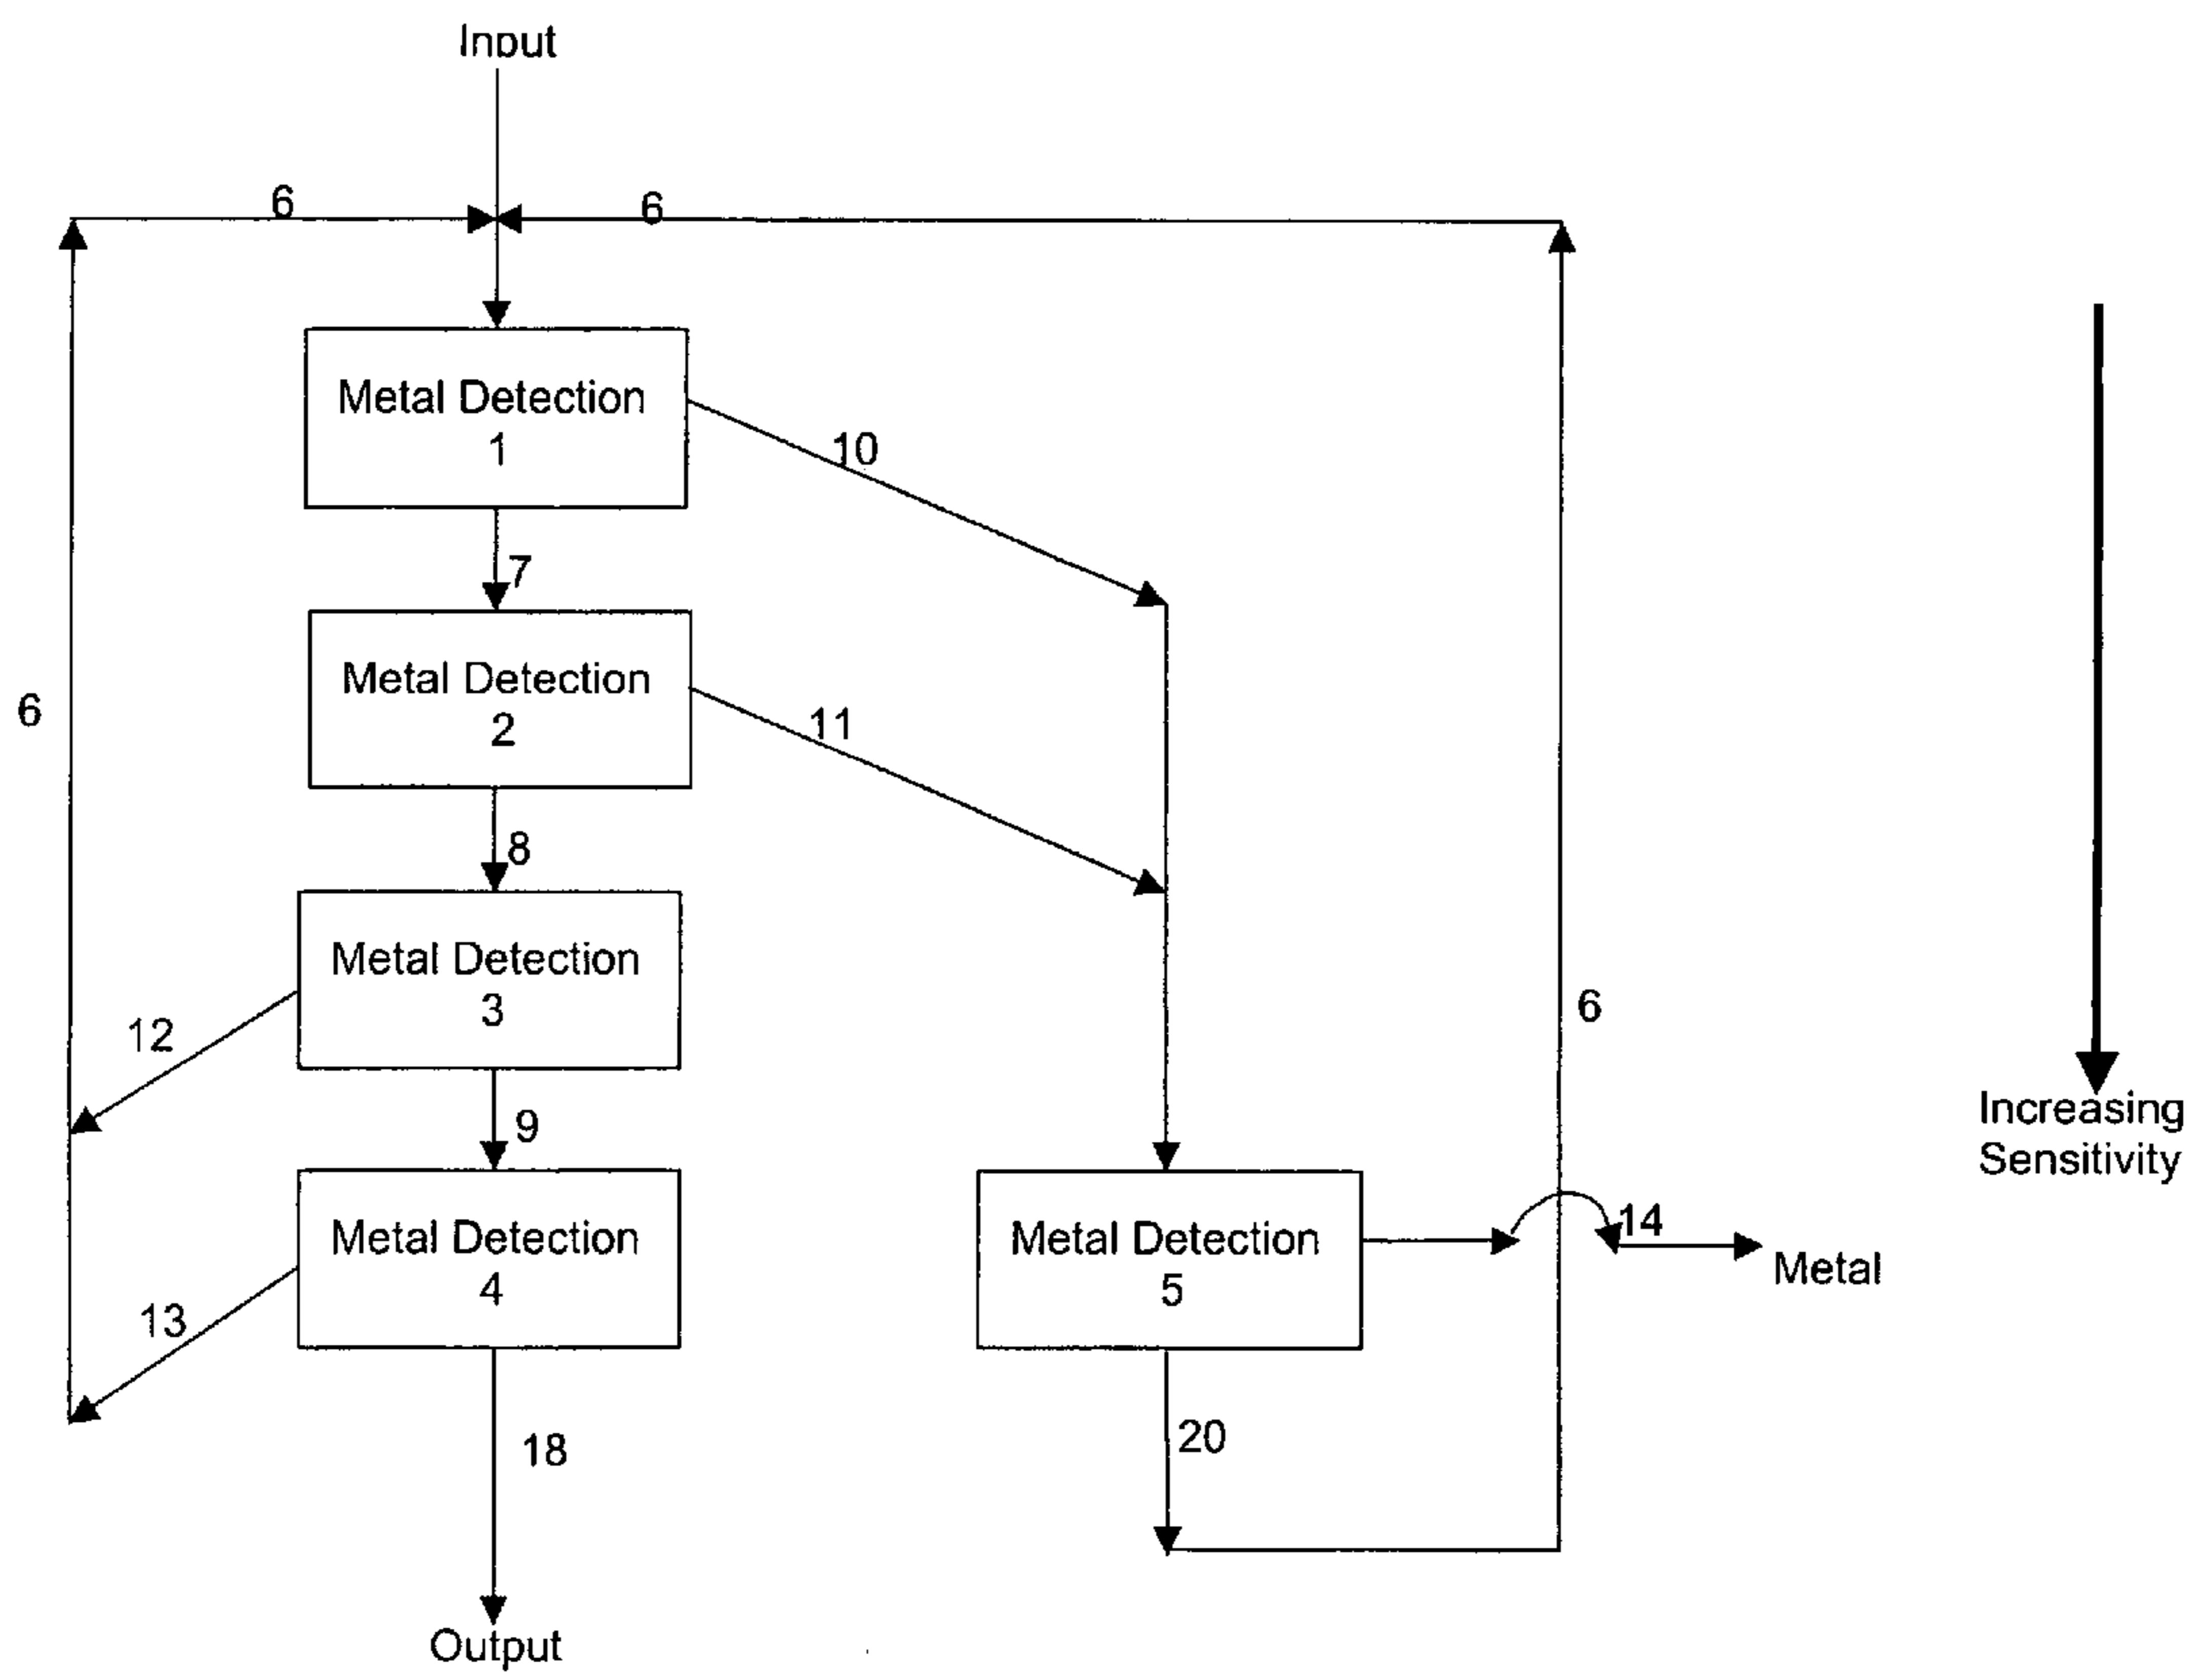 Input
6
6
Metal Detection
1
10
7
Metal Detection
2
11
6
8
Metal Detection
3
12
6
9
Increasing
Sensitivity
Metal Detection
4
Metal Detection
5
14
Metal
13
18
20
Output